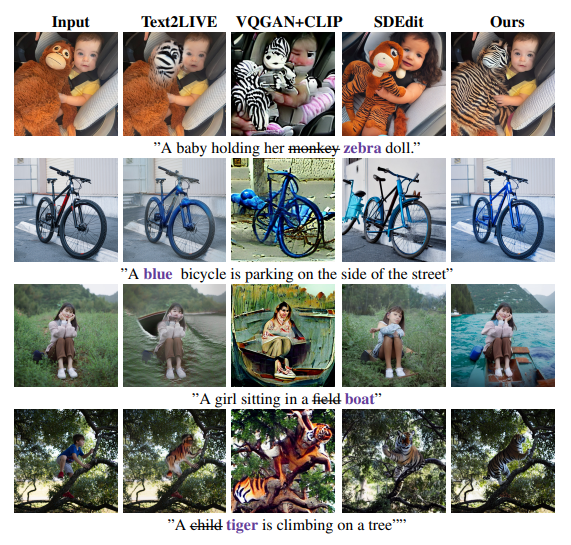 Input Text2LIVE VQGAN+CLIP SDEdit Ours
”A baby holding her monkey zebra doll.”
”A blue bicycle is parking on the side of the street”
”A girl sitting in a field boat”
”A child tiger is climbing on a tree””